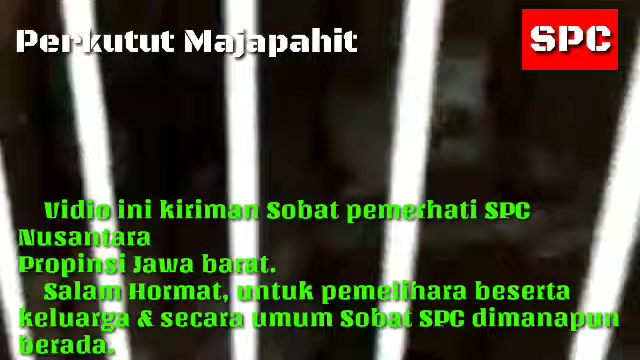 Perkutut Majapahit
SPC
Vidio ini kiriman Sobat pemerhati SPC
Nusantara
Propinsi Jawa barat.
Salam Hormat, untuk pemelihara beserta
keluarga & secara umum Sobat SPC dimanapun
berada.